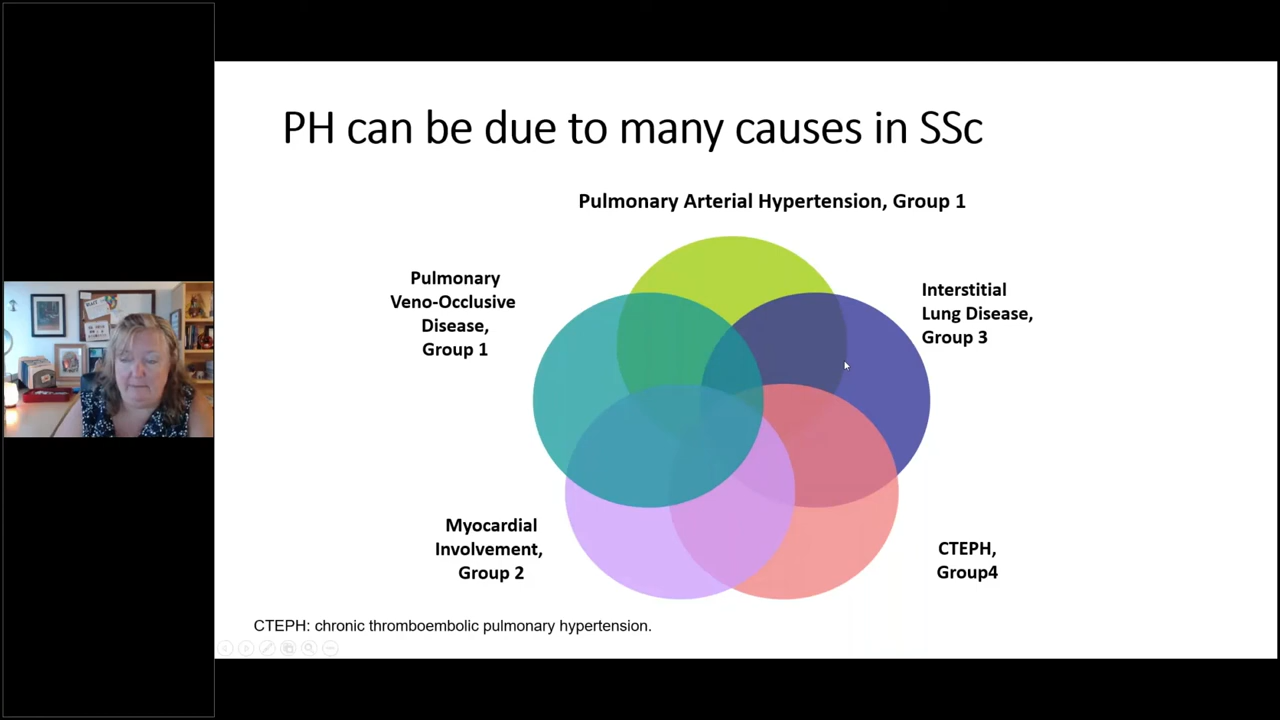 PH can be due to many causes in SSc
Pulmonary Arterial Hypertension, Group 1
Pulmonary
Veno-Occlusive
Disease,
Group 1
Interstitial
Lung Disease,
Group 3
Myocardial
Involvement,
Group 2
CTEPH,
Group4
CTEPH: chronic thromboembolic pulmonary hypertension.